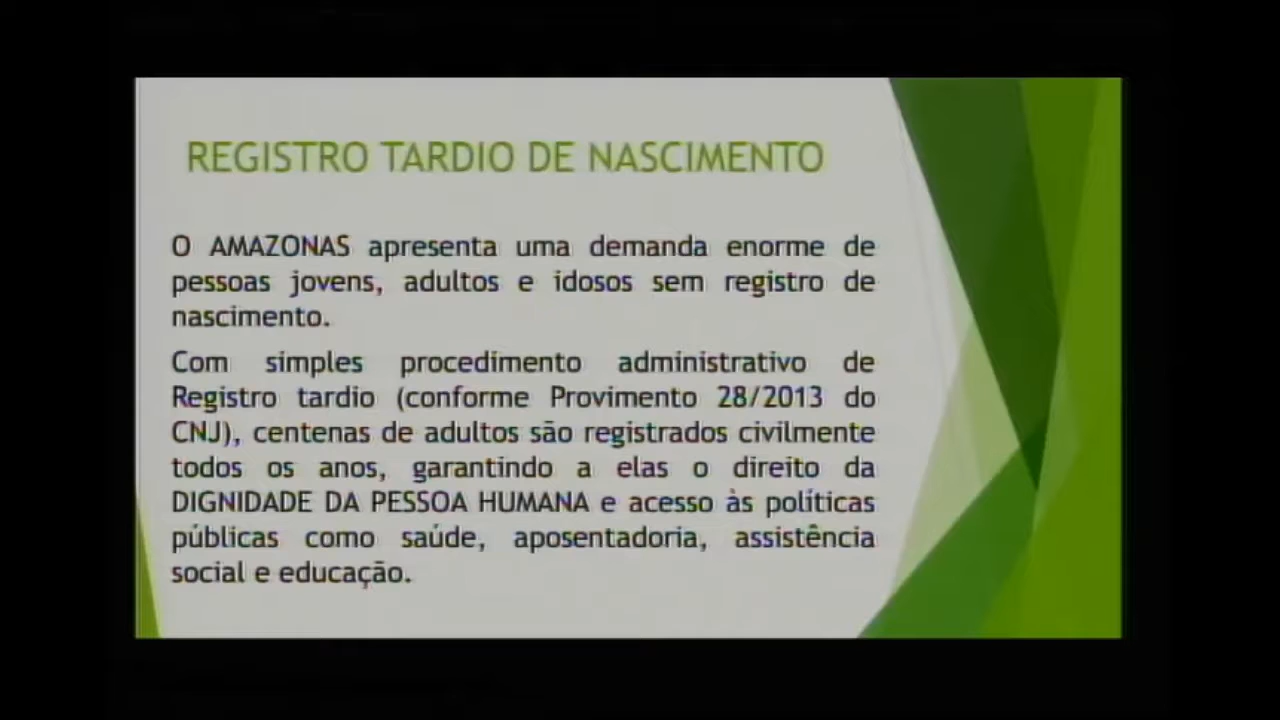 REGISTRO TARDIO DE NASCIMENTO
O AMAZONAS apresenta uma demanda enorme de
pessoas jovens, adultos e idosos sem registro de
nascimento.
Com simples procedimento administrativo de
Registro tardio (conforme Provimento 28/2013 do
CNJ), centenas de adultos são registrados civilmente
todos os anos, garantindo a elas o direito da
DIGNIDADE DA PESSOA HUMANA e acesso às políticas
públicas como saúde, aposentadoria, assistência
social e educação.